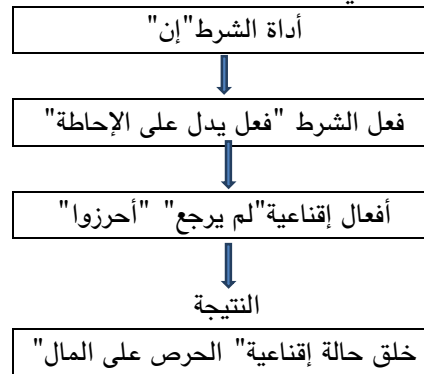 أداة الشرط"إن"
فعل الشرط "فعل يدل على الإحاطة"
أفعال إقناعية"لم يرجع" "أحرزوا"
النتيجة
خلق حالة إقناعية" الحرص على المال"